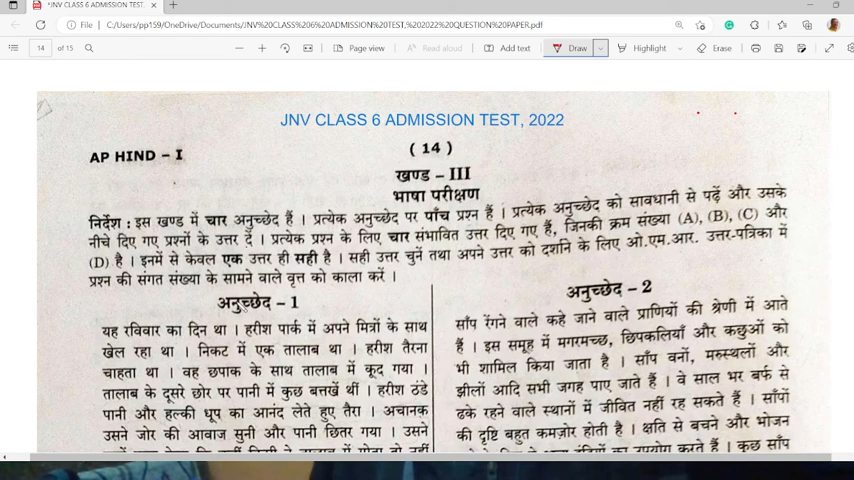 *JNV CLASS 6 ADMISSION TEST,
File
C:/Users/pp159/OneDrive/Documents/JNV%20CLASS%206%20ADMISSION%20TEST,%202022%20QUESTION%20PAPER.pdf
14 of 15
Page view
Read aloud
Add text
Draw
Highlight
Erase
JNV CLASS 6 ADMISSION TEST, 2022
AP HIND – I
( 14 )
खण्ड – III
भाषा परीक्षण
निर्देश : इस खण्ड में चार अनुच्छेद हैं । प्रत्येक अनुच्छेद पर पाँच प्रश्न हैं । प्रत्येक अनुच्छेद को सावधानी से पढ़ें और उसके
नीचे दिए गए प्रश्नों के उत्तर दें । प्रत्येक प्रश्न के लिए चार संभावित उत्तर दिए गए हैं, जिनकी क्रम संख्या (A), (B), (C) और
(D) है । इनमें से केवल एक उत्तर ही सही है । सही उत्तर चुनें तथा अपने उत्तर को दर्शाने के लिए ओ.एम.आर. उत्तर-पत्रिका में
प्रश्न की संगत संख्या के सामने वाले वृत्त को काला करें ।
अनुच्छेद – 1
यह रविवार का दिन था । हरीश पार्क में अपने मित्रों के साथ
खेल रहा था । निकट में एक तालाब था । हरीश तैरना
चाहता था । वह छपाक के साथ तालाब में कूद गया ।
तालाब के दूसरे छोर पर पानी में कुछ बत्तखें थीं । हरीश ठंडे
पानी और हल्की धूप का आनंद लेते हुए तैरा । अचानक
उसने जोर की आवाज सुनी और पानी छितर गया । उसने
अनुच्छेद – 2
साँप रेंगने वाले कहे जाने वाले प्राणियों की श्रेणी में आते
हैं । इस समूह में मगरमच्छ, छिपकलियाँ और कछुओं को
भी शामिल किया जाता है । साँप वनों, मरुस्थलों और
झीलों आदि सभी जगह पाए जाते हैं । वे साल भर बर्फ से
ढके रहने वाले स्थानों में जीवित नहीं रह सकते हैं । साँपों
की दृष्टि बहुत कमज़ोर होती है । क्षति से बचने और भोजन
का उपयोग करते हैं । कुछ साँप